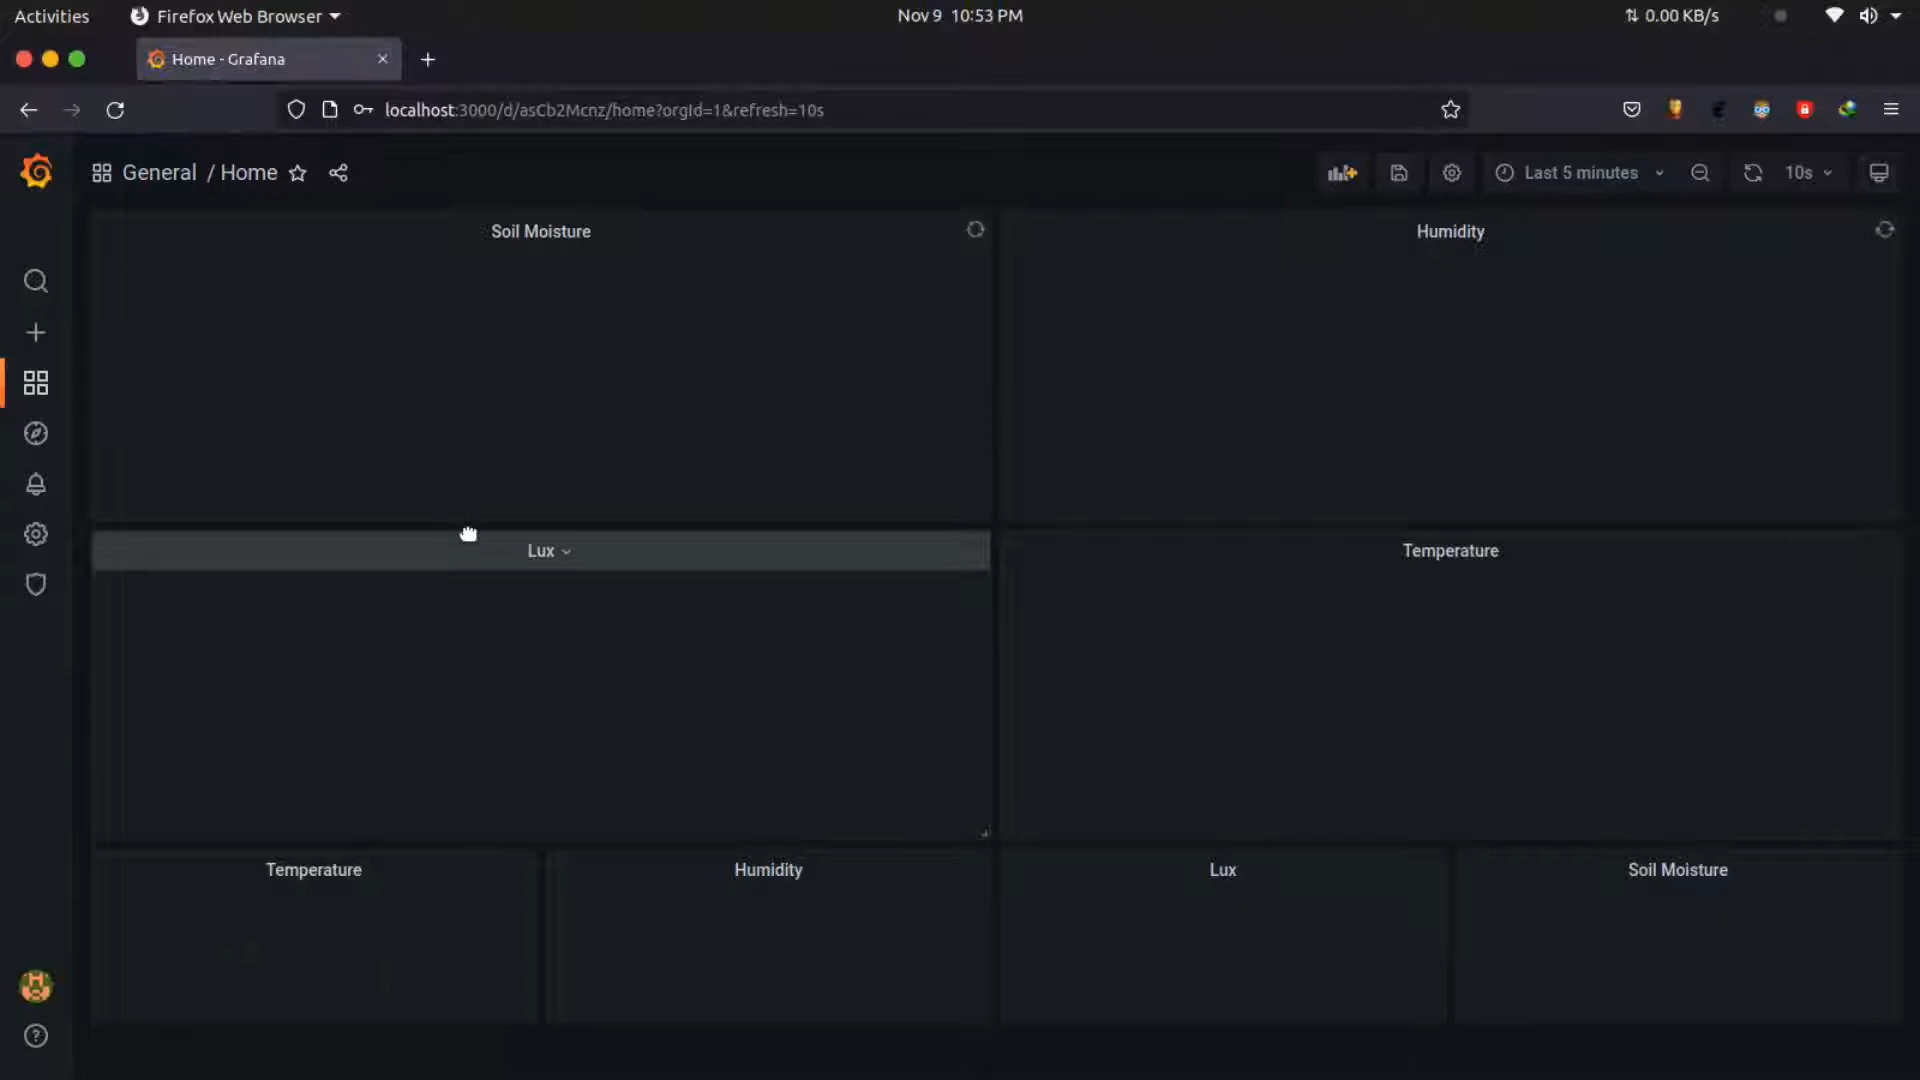 Activities Firefox Web Browser Nov 9 10:53 PM 0.00 KB/s
Home - Grafana
localhost:3000/d/asCb2Mcnz/home?orgId=1&refresh=10s
General / Home Last 5 minutes 10s
Soil Moisture Humidity
Lux Temperature
Temperature Humidity Lux Soil Moisture